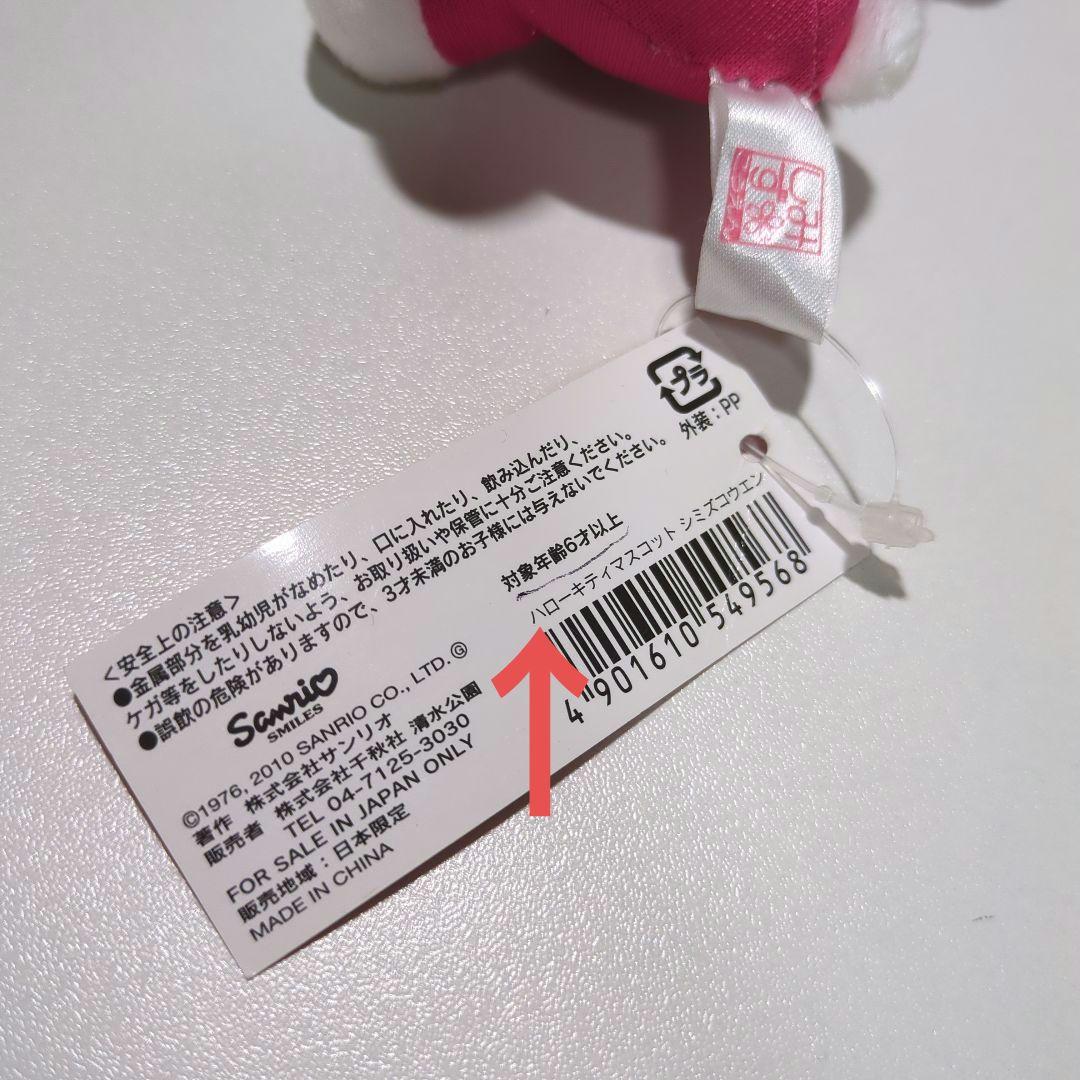 しみず
プラ
外装：PP
<安全上の注意>
●金属部分を乳幼児がなめたり、口に入れたり、飲み込んだり、
ケガ等をしたりしないよう、お取り扱いや保管に十分ご注意ください。
●誤飲の危険がありますので、3才未満のお子様には与えないでください。
Sanrio
SMILES
©1976, 2010 SANRIO CO., LTD. Ⓖ
著作 株式会社サンリオ
販売者 株式会社千秋社 清水公園
TEL 04-7125-3030
FOR SALE IN JAPAN ONLY
販売地域：日本限定
MADE IN CHINA
対象年齢6才以上
ハローキティマスコット シミズコウエン
4 901610 549568